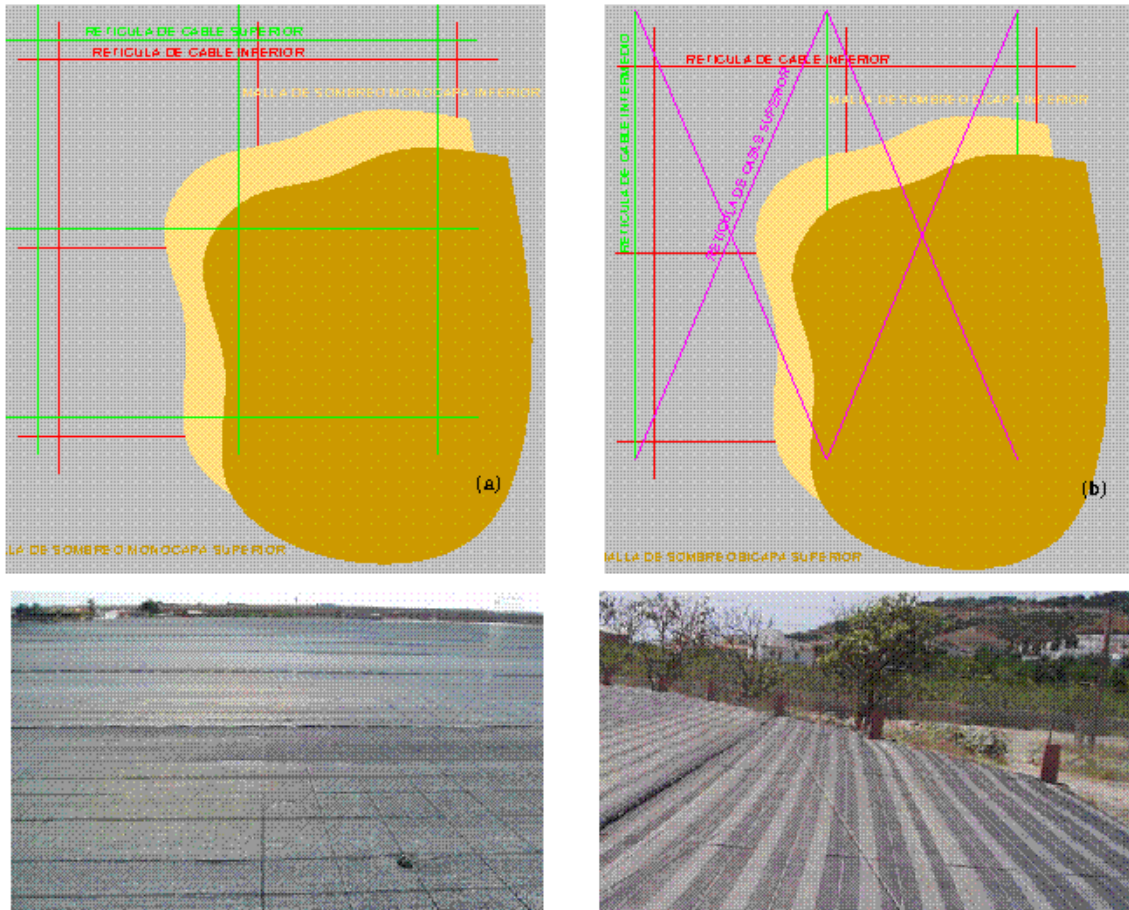 RETICULA DE CABLE SUPERIOR
RETICULA DE CABLE INFERIOR
MALLA DE SOMBREO MONOCAPA INFERIOR
(a)
LLA DE SOMBREO MONOCAPA SUPERIOR
RETICULA DE CABLE INTERMEDIO
RETICULA DE CABLE INFERIOR
RETICULA DE CABLE SUPERIOR
MALLA DE SOMBREO BICAPA INFERIOR
(b)
MALLA DE SOMBREO BICAPA SUPERIOR